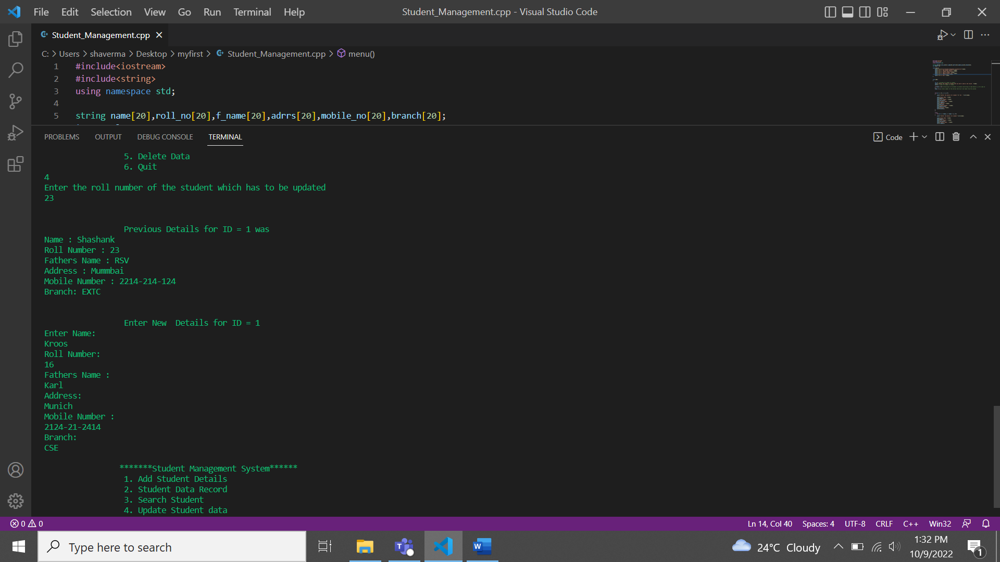 File Edit Selection View Go Run Terminal Help Student_Management.cpp - Visual Studio Code
Student_Management.cpp
C: > Users > shaverma > Desktop > myfirst > Student_Management.cpp > menu()
1 #include<iostream>
2 #include<string>
3 using namespace std;
4
5 string name[20],roll_no[20],f_name[20],adrrs[20],mobile_no[20],branch[20];
PROBLEMS OUTPUT DEBUG CONSOLE TERMINAL Code
5. Delete Data
6. Quit
4
Enter the roll number of the student which has to be updated
23
Previous Details for ID = 1 was
Name : Shashank
Roll Number : 23
Fathers Name : RSV
Address : Mummbai
Mobile Number : 2214-214-124
Branch: EXTC
Enter New  Details for ID = 1
Enter Name:
Kroos
Roll Number:
16
Fathers Name :
Karl
Address:
Munich
Mobile Number :
2124-21-2414
Branch:
CSE
*******Student Management System******
1. Add Student Details
2. Student Data Record
3. Search Student
4. Update Student data
0 0 Ln 14, Col 40 Spaces: 4 UTF-8 CRLF C++ Win32
Type here to search
24°C Cloudy
1:32 PM
10/9/2022
1